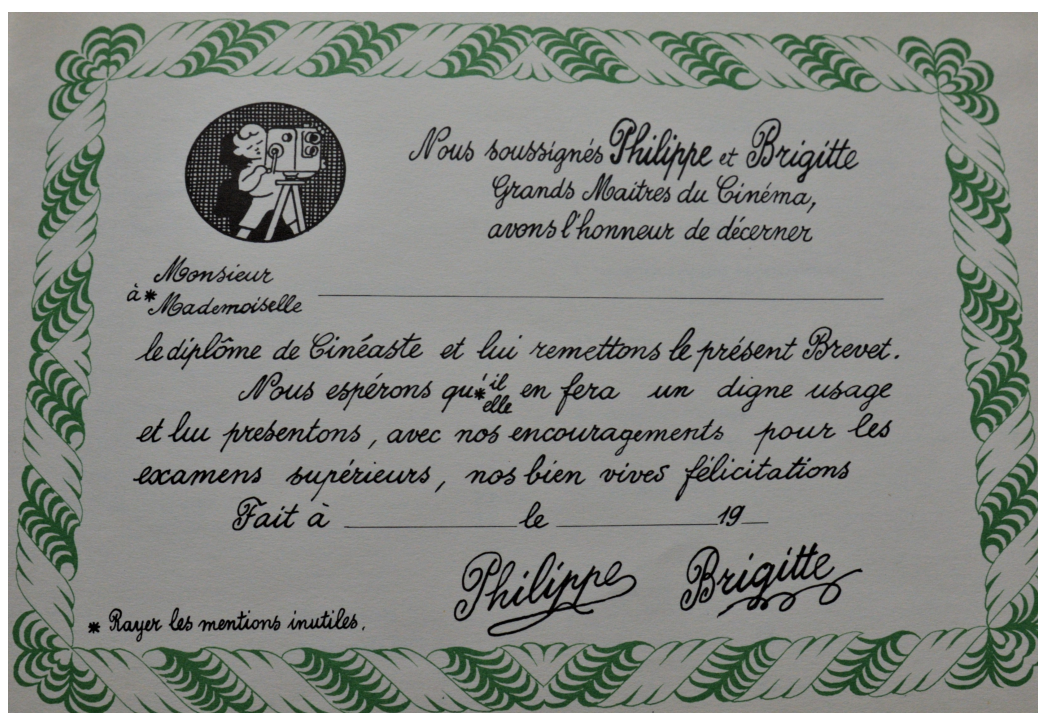 Nous soussignés Philippe et Brigitte
Grands Maitres du Cinéma,
avons l'honneur de décerner
Monsieur
à * Mademoiselle
le diplôme de Cinéaste et lui remettons le présent Brevet.
Nous espérons qu'*il elle en fera un digne usage
et lui presentons, avec nos encouragements pour les
examens supérieurs, nos bien vives félicitations
Fait à le 19
Philippe Brigitte
* Rayer les mentions inutiles.